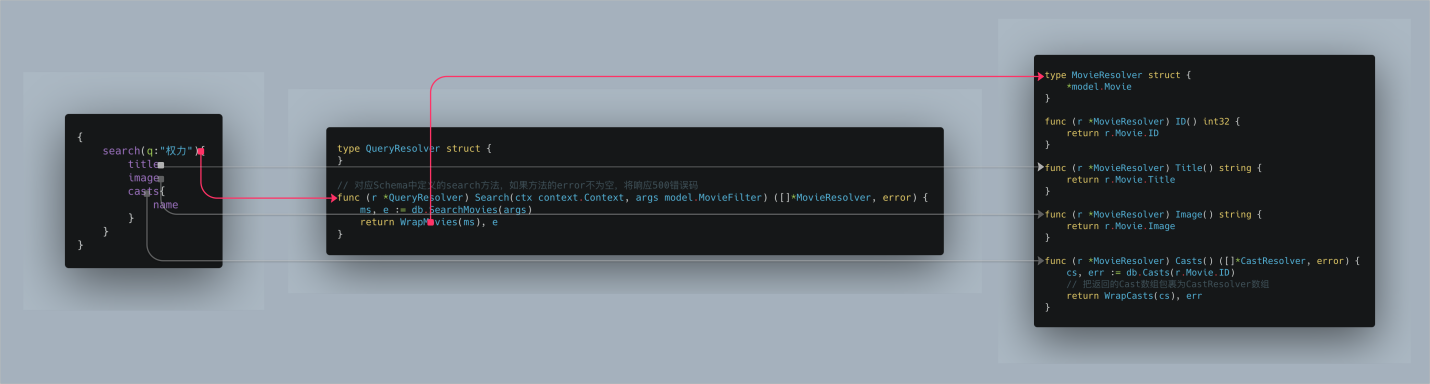 {
    search(q:"权力"){
        title
        image
        casts{
            name
        }
    }
}
type QueryResolver struct {
}
// 对应Schema中定义的search方法，如果方法的error不为空，将响应500错误码
func (r *QueryResolver) Search(ctx context.Context, args model.MovieFilter) ([]*MovieResolver, error) {
    ms, e := db.SearchMovies(args)
    return WrapMovies(ms), e
}
type MovieResolver struct {
    *model.Movie
}
func (r *MovieResolver) ID() int32 {
    return r.Movie.ID
}
func (r *MovieResolver) Title() string {
    return r.Movie.Title
}
func (r *MovieResolver) Image() string {
    return r.Movie.Image
}
func (r *MovieResolver) Casts() ([]*CastResolver, error) {
    cs, err := db.Casts(r.Movie.ID)
    // 把返回的Cast数组包裹为CastResolver数组
    return WrapCasts(cs), err
}